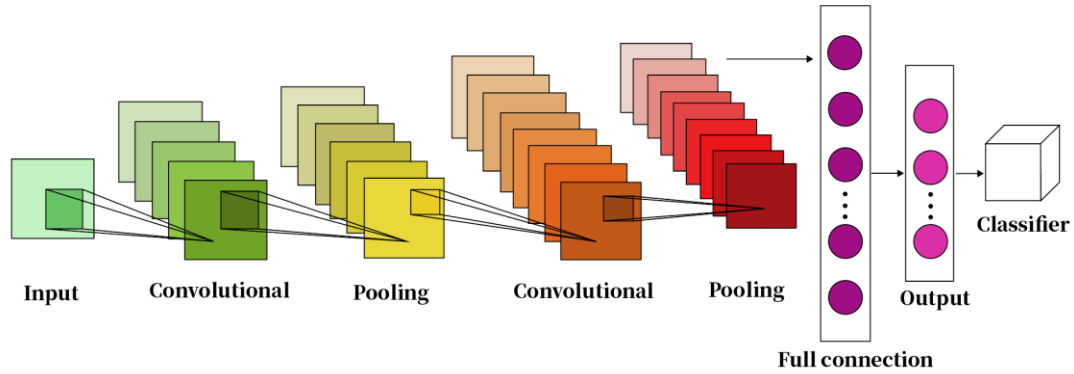 Input
Convolutional
Pooling
Convolutional
Pooling
Full connection
Output
Classifier